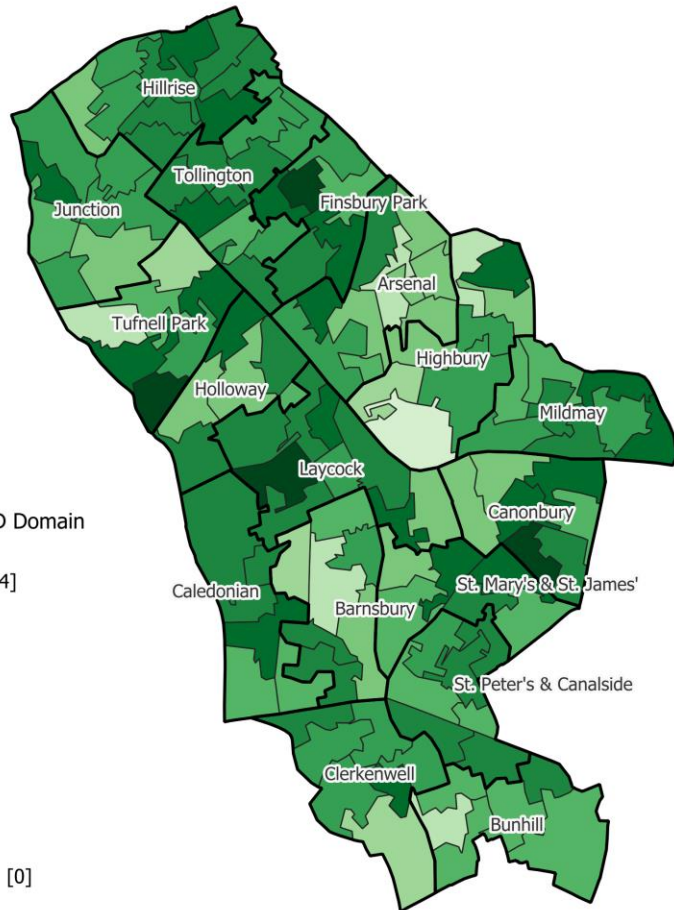 Hillrise
Tollington
Junction
Finsbury Park
Arsenal
Tufnell Park
Highbury
Holloway
Mildmay
Laycock
Canonbury
Domain
4]
Caledonian
St. Mary's & St. James'
Barnsbury
St. Peter's & Canalside
Clerkenwell
Bunhill
[0]